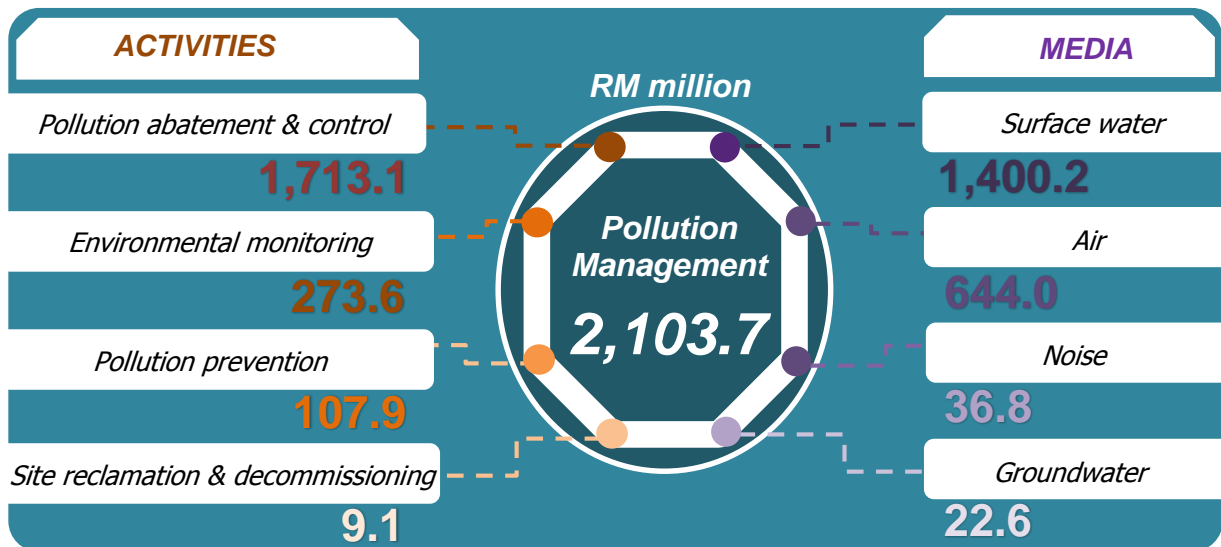 ACTIVITIES
Pollution abatement & control
1,713.1
Environmental monitoring
273.6
Pollution prevention
107.9
Site reclamation & decommissioning
9.1
RM million
Pollution
Management
2,103.7
MEDIA
Surface water
1,400.2
Air
644.0
Noise
36.8
Groundwater
22.6